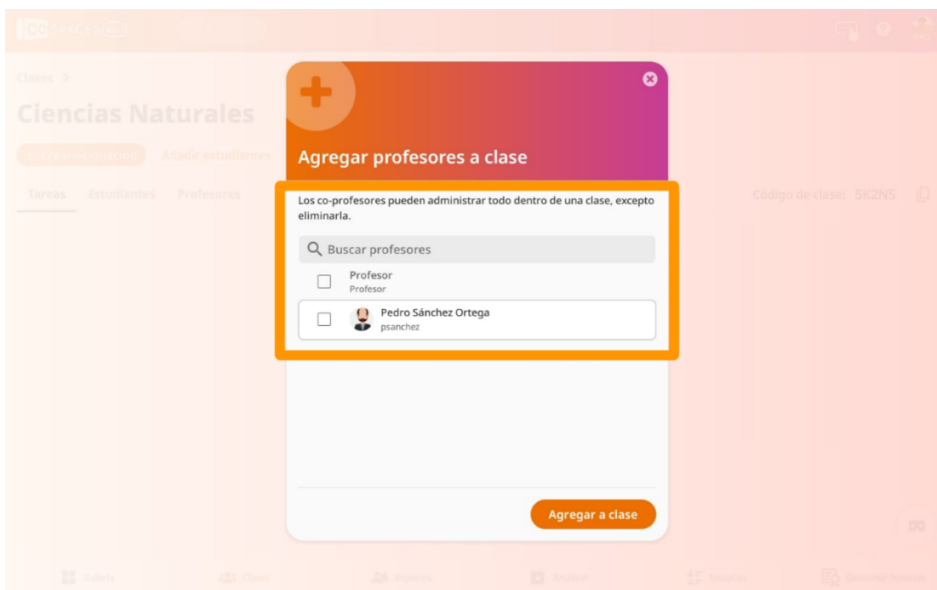 Clases >
Ciencias Naturales
Añadir estudiantes
Tareas Estudiantes Profesores
Código de clase: 5K2NS
Agregar profesores a clase
Los co-profesores pueden administrar todo dentro de una clase, excepto
eliminarla.
Buscar profesores
Profesor
Profesor
Pedro Sánchez Ortega
psanchez
Agregar a clase